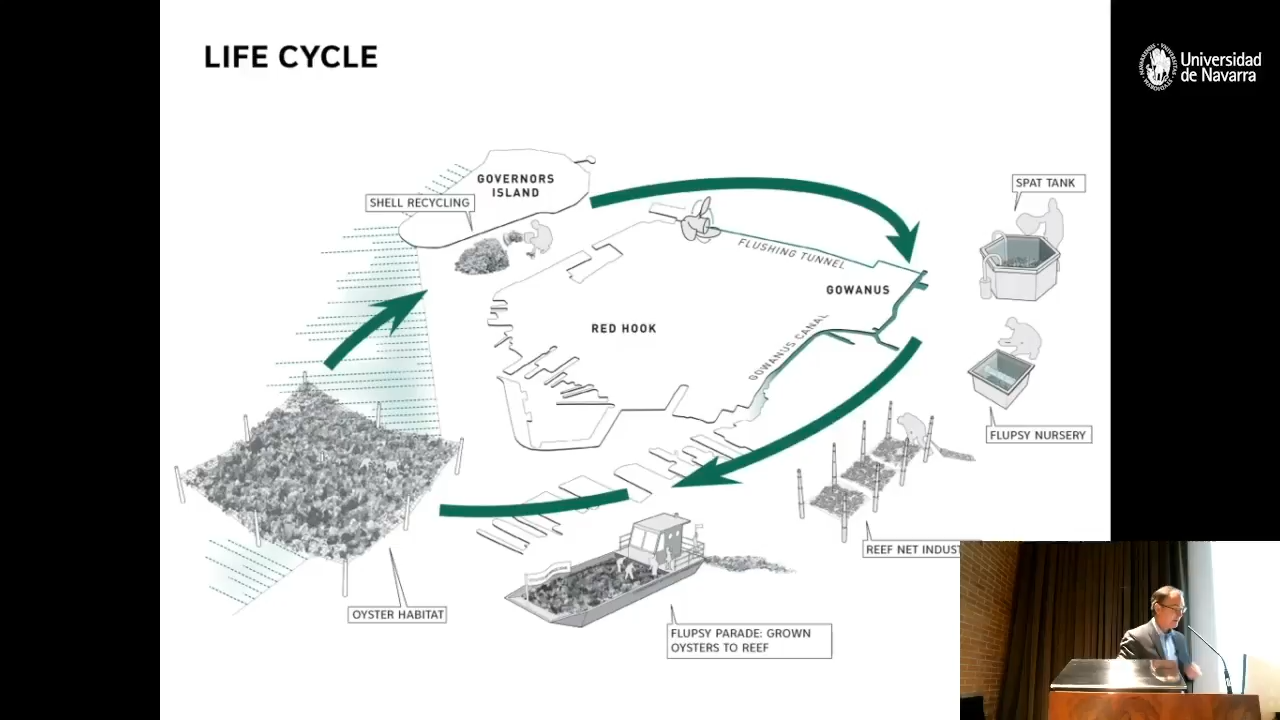 LIFE CYCLE
Universidad
de Navarra
GOVERNORS
ISLAND
SHELL RECYCLING
SPAT TANK
FLUSHING TUNNEL
GOWANUS
RED HOOK
GOWANUS CANAL
FLUPSY NURSERY
REEF NET INDUST
OYSTER HABITAT
FLUPSY PARADE: GROWN
OYSTERS TO REEF